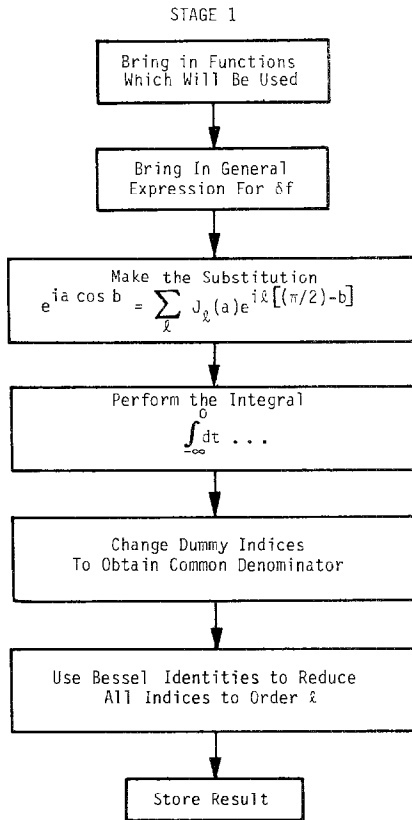 STAGE 1
Bring in Functions
Which Will Be Used
Bring In General
Expression For δf
Make the Substitution
e^{ia cos b} = ∑_ℓ J_ℓ(a)e^{iℓ[(π/2)-b]}
Perform the Integral
∫_{-∞}^{0} dt ...
Change Dummy Indices
To Obtain Common Denominator
Use Bessel Identities to Reduce
All Indices to Order ℓ
Store Result